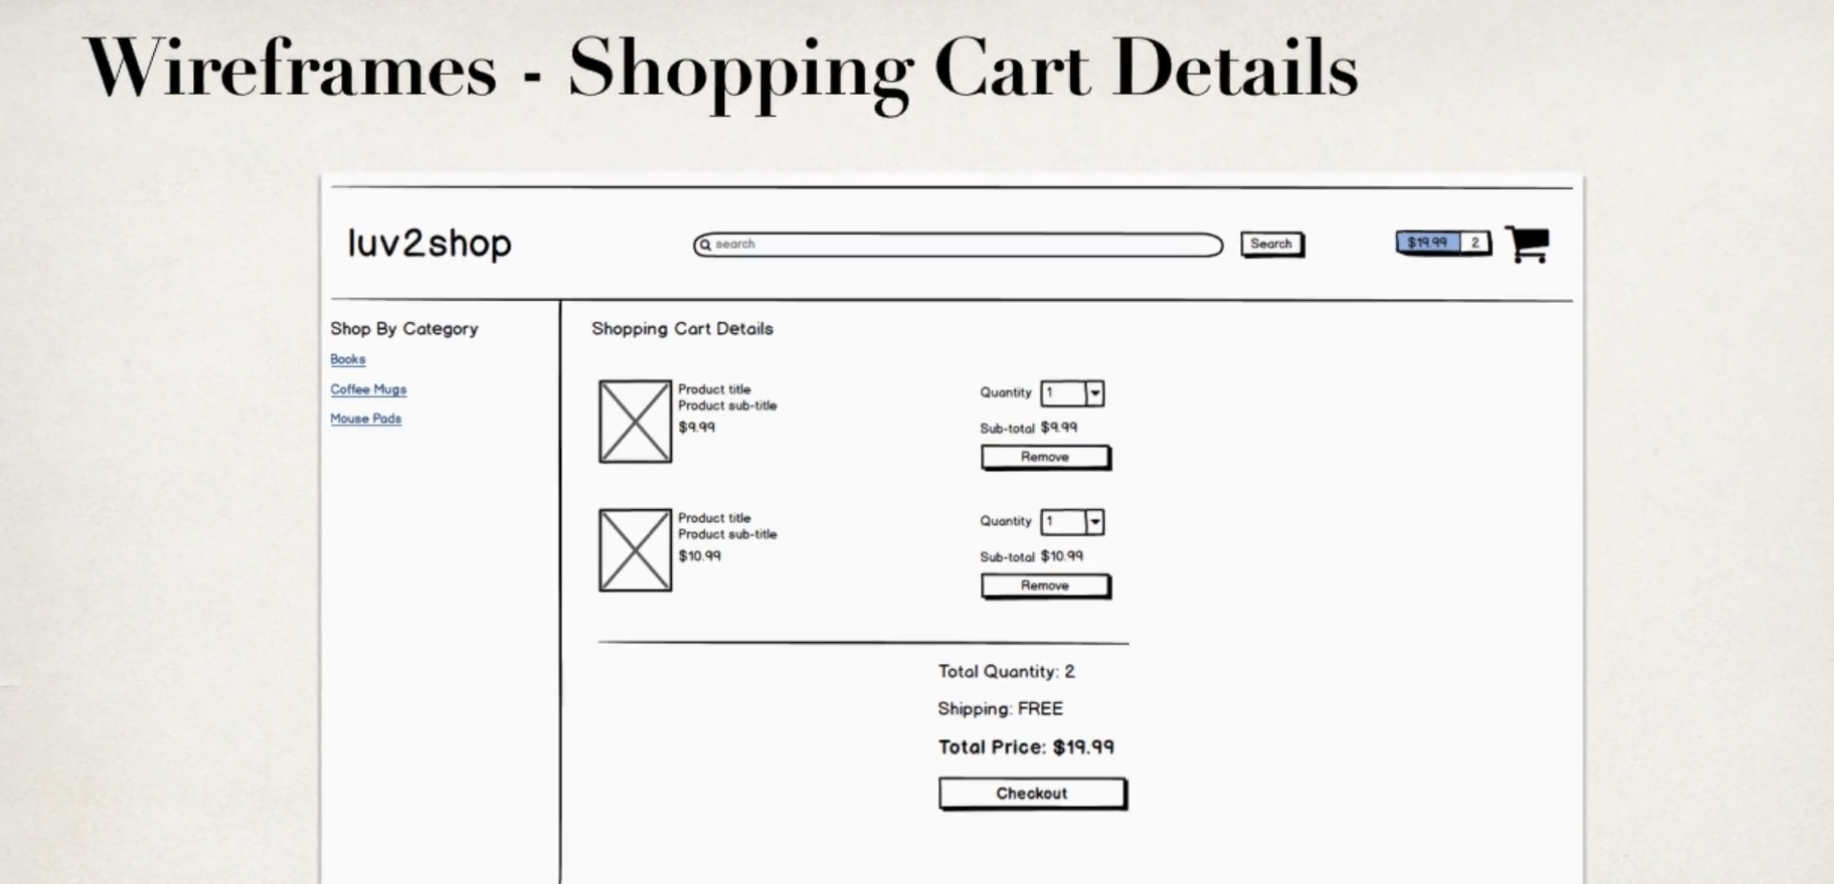 Wireframes - Shopping Cart Details
luv2shop
search
Search
$19.99 2
Shop By Category
Books
Coffee Mugs
Mouse Pads
Shopping Cart Details
Product title
Product sub-title
$9.99
Quantity 1
Sub-total $9.99
Remove
Product title
Product sub-title
$10.99
Quantity 1
Sub-total $10.99
Remove
Total Quantity: 2
Shipping: FREE
Total Price: $19.99
Checkout